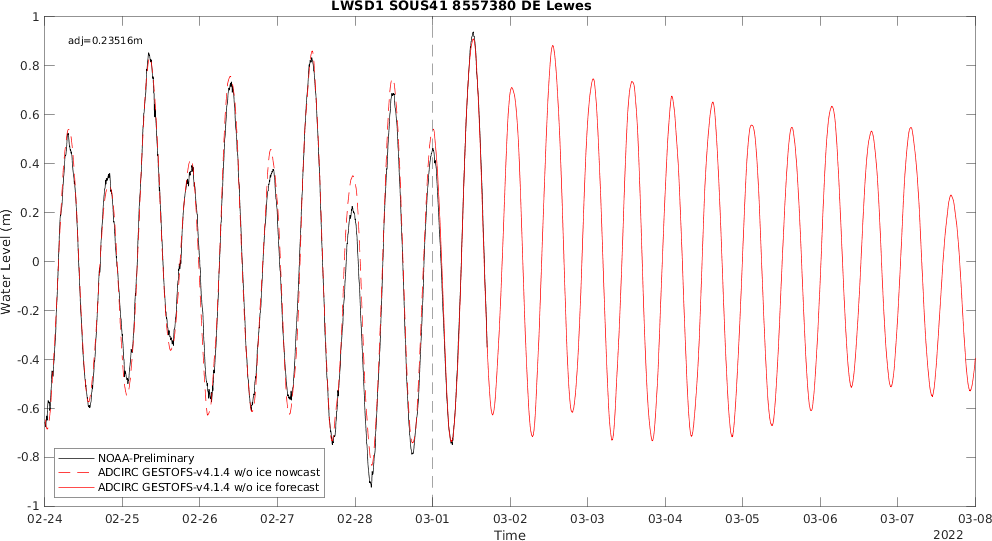 LWSD1 SOUS41 8557380 DE Lewes
adj=0.23516m
1
0.8
0.6
0.4
0.2
0
-0.2
-0.4
-0.6
-0.8
-1
Water Level (m)
NOAA-Preliminary
ADCIRC GESTOFS-v4.1.4 w/o ice nowcast
ADCIRC GESTOFS-v4.1.4 w/o ice forecast
02-24 02-25 02-26 02-27 02-28 03-01 03-02 03-03 03-04 03-05 03-06 03-07 03-08
Time
2022